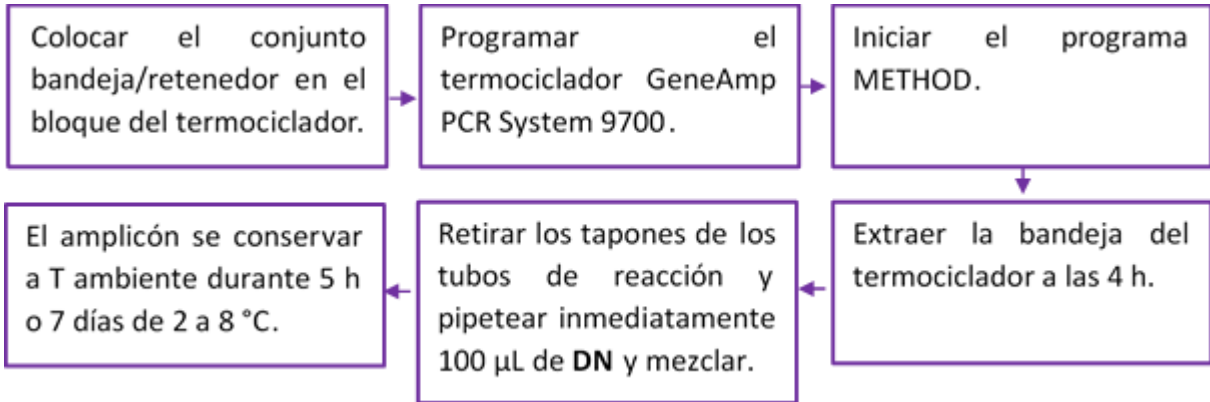 Colocar el conjunto
bandeja/retenedor en el
bloque del termociclador.
Programar el
termociclador GeneAmp
PCR System 9700.
Iniciar el programa
METHOD.
Extraer la bandeja del
termociclador a las 4 h.
Retirar los tapones de los
tubos de reacción y
pipetear inmediatamente
100 µL de DN y mezclar.
El amplicón se conservar
a T ambiente durante 5 h
o 7 días de 2 a 8 °C.